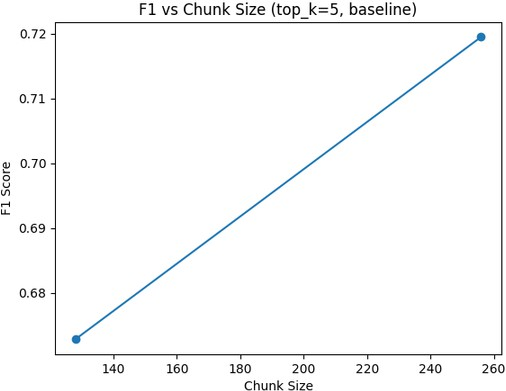 F1 vs Chunk Size (top_k=5, baseline)
0.72
0.71
0.70
0.69
0.68
F1 Score
140 160 180 200 220 240 260
Chunk Size